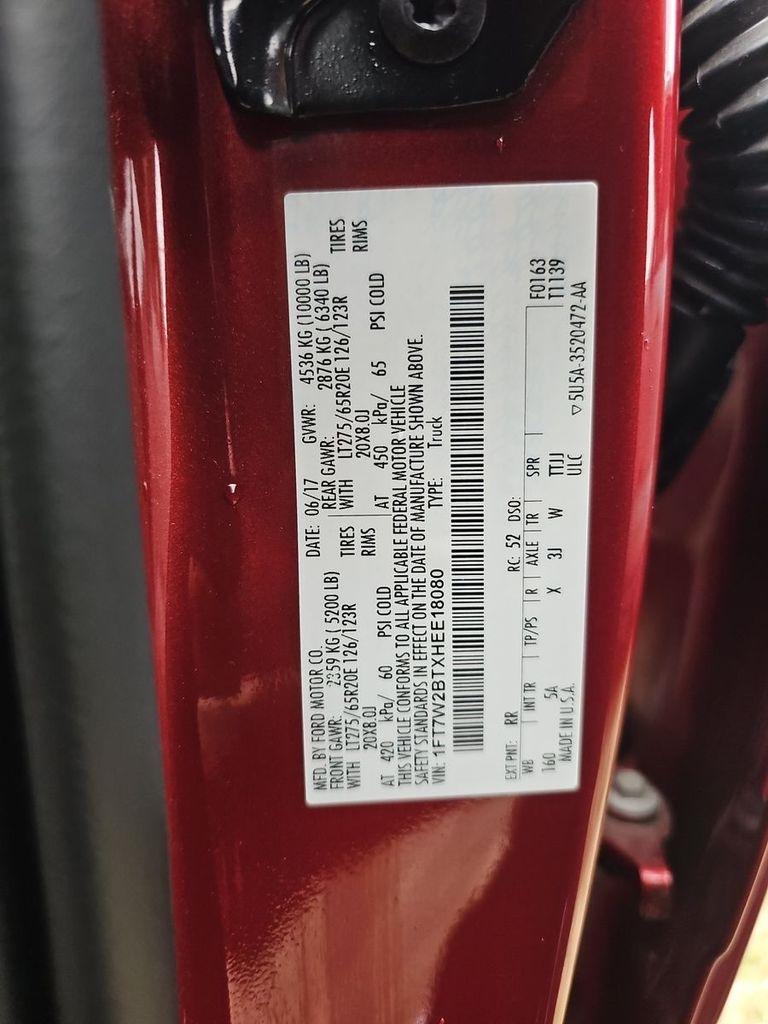 MFD. BY FORD MOTOR CO. DATE: 06/17 GVWR: 4536 KG (10000 LB)
FRONT GAWR: 2359 KG ( 5200 LB) REAR GAWR: 2876 KG ( 6340 LB)
WITH LT275/65R20E 126/123R TIRES WITH LT275/65R20E 126/123R TIRES
20X8.0J RIMS 20X8.0J RIMS
AT 420 kPa/ 60 PSI COLD AT 450 kPa/ 65 PSI COLD
THIS VEHICLE CONFORMS TO ALL APPLICABLE FEDERAL MOTOR VEHICLE
SAFETY STANDARDS IN EFFECT ON THE DATE OF MANUFACTURE SHOWN ABOVE.
VIN: 1FT7W2BTXHEE18080 TYPE: Truck
EXT PNT: RR RC: 52 DSO: F0163
WB INT TR TP/PS R AXLE TR SPR T1139
160 5A X 3J W TTJJ
MADE IN U.S.A. ULC ▽5U5A-3520472-AA